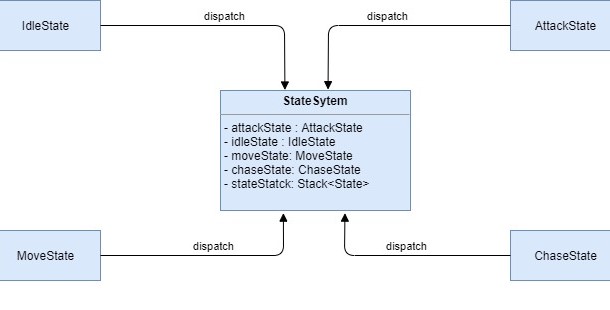 IdleState
dispatch
dispatch
AttackState
StateSytem
- attackState : AttackState
- idleState : IdleState
- moveState: MoveState
- chaseState: ChaseState
- stateStatck: Stack<State>
MoveState
dispatch
dispatch
ChaseState